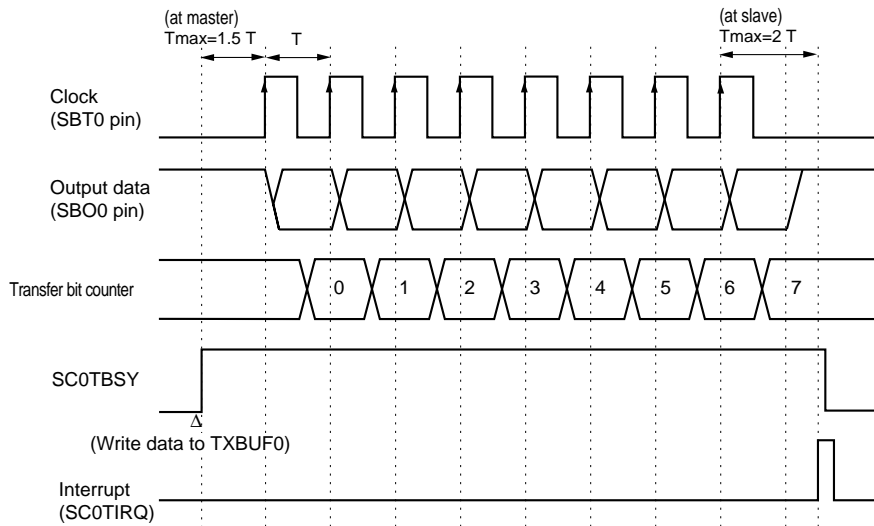 (at master)
Tmax=1.5 T
T
(at slave)
Tmax=2 T
Clock
(SBT0 pin)
Output data
(SBO0 pin)
Transfer bit counter
0 1 2 3 4 5 6 7
SC0TBSY
Δ
(Write data to TXBUF0)
Interrupt
(SC0TIRQ)